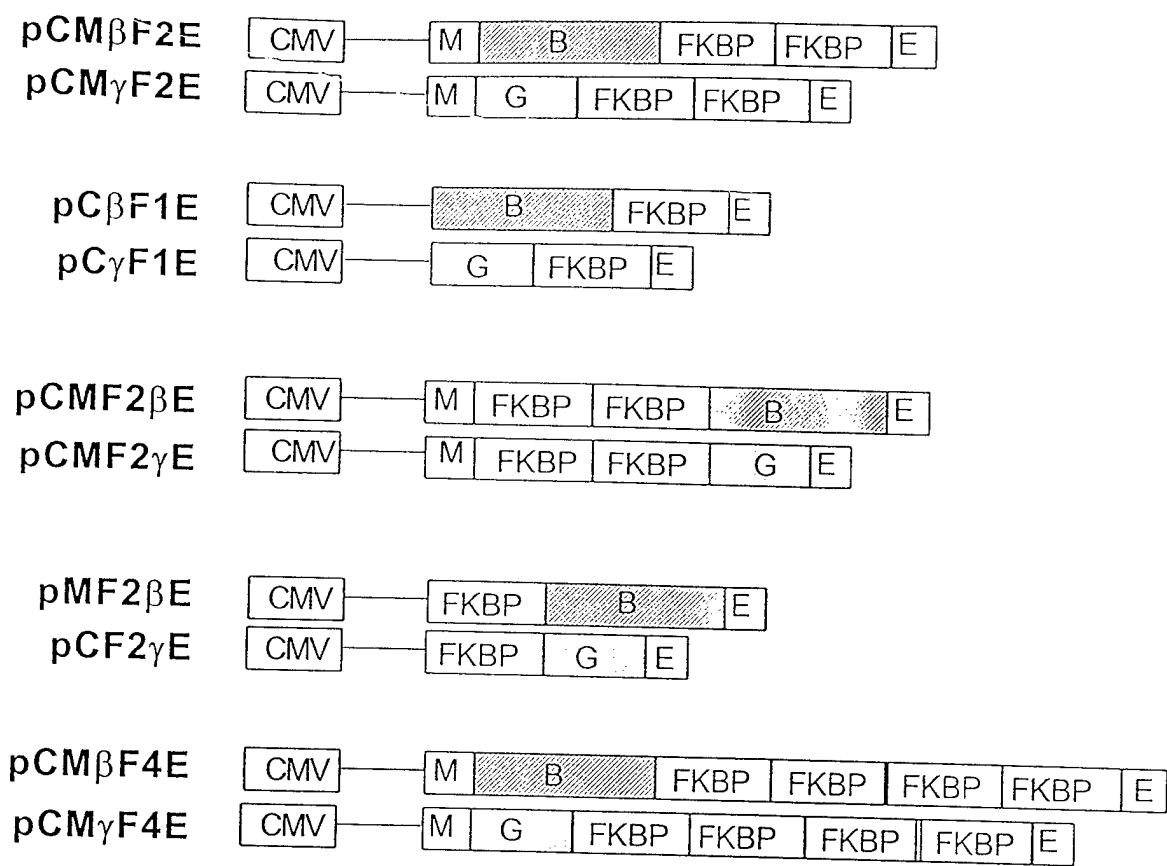 pCMβF2E CMV M B FKBP FKBP E
pCMγF2E CMV M G FKBP FKBP E
pCβF1E CMV B FKBP E
pCγF1E CMV G FKBP E
pCMF2βE CMV M FKBP FKBP B E
pCMF2γE CMV M FKBP FKBP G E
pMF2βE CMV FKBP B E
pCF2γE CMV FKBP G E
pCMβF4E CMV M B FKBP FKBP FKBP FKBP E
pCMγF4E CMV M G FKBP FKBP FKBP FKBP E